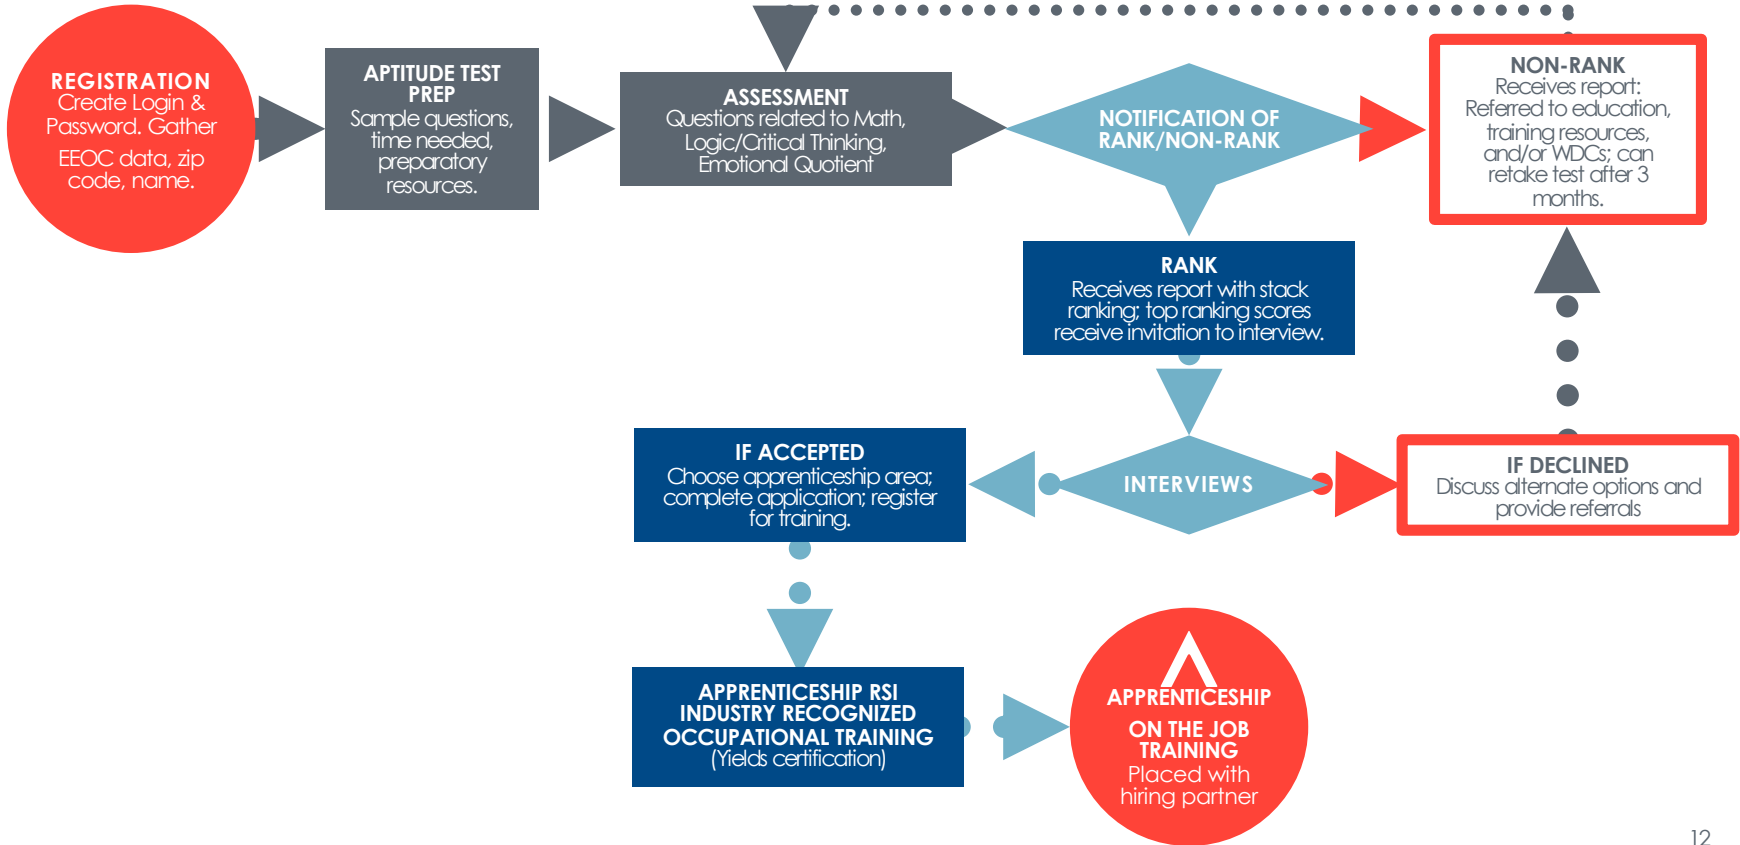 REGISTRATION
Create Login &
Password. Gather
EEOC data, zip
code, name.
APTITUDE TEST
PREP
Sample questions,
time needed,
preparatory
resources.
ASSESSMENT
Questions related to Math,
Logic/Critical Thinking,
Emotional Quotient
NOTIFICATION OF
RANK/NON-RANK
NON-RANK
Receives report:
Referred to education,
training resources,
and/or WDCs; can
retake test after 3
months.
RANK
Receives report with stack
ranking; top ranking scores
receive invitation to interview.
IF ACCEPTED
Choose apprenticeship area;
complete application; register
for training.
INTERVIEWS
IF DECLINED
Discuss alternate options and
provide referrals
APPRENTICESHIP RSI
INDUSTRY RECOGNIZED
OCCUPATIONAL TRAINING
(Yields certification)
APPRENTICESHIP
ON THE JOB
TRAINING
Placed with
hiring partner
12